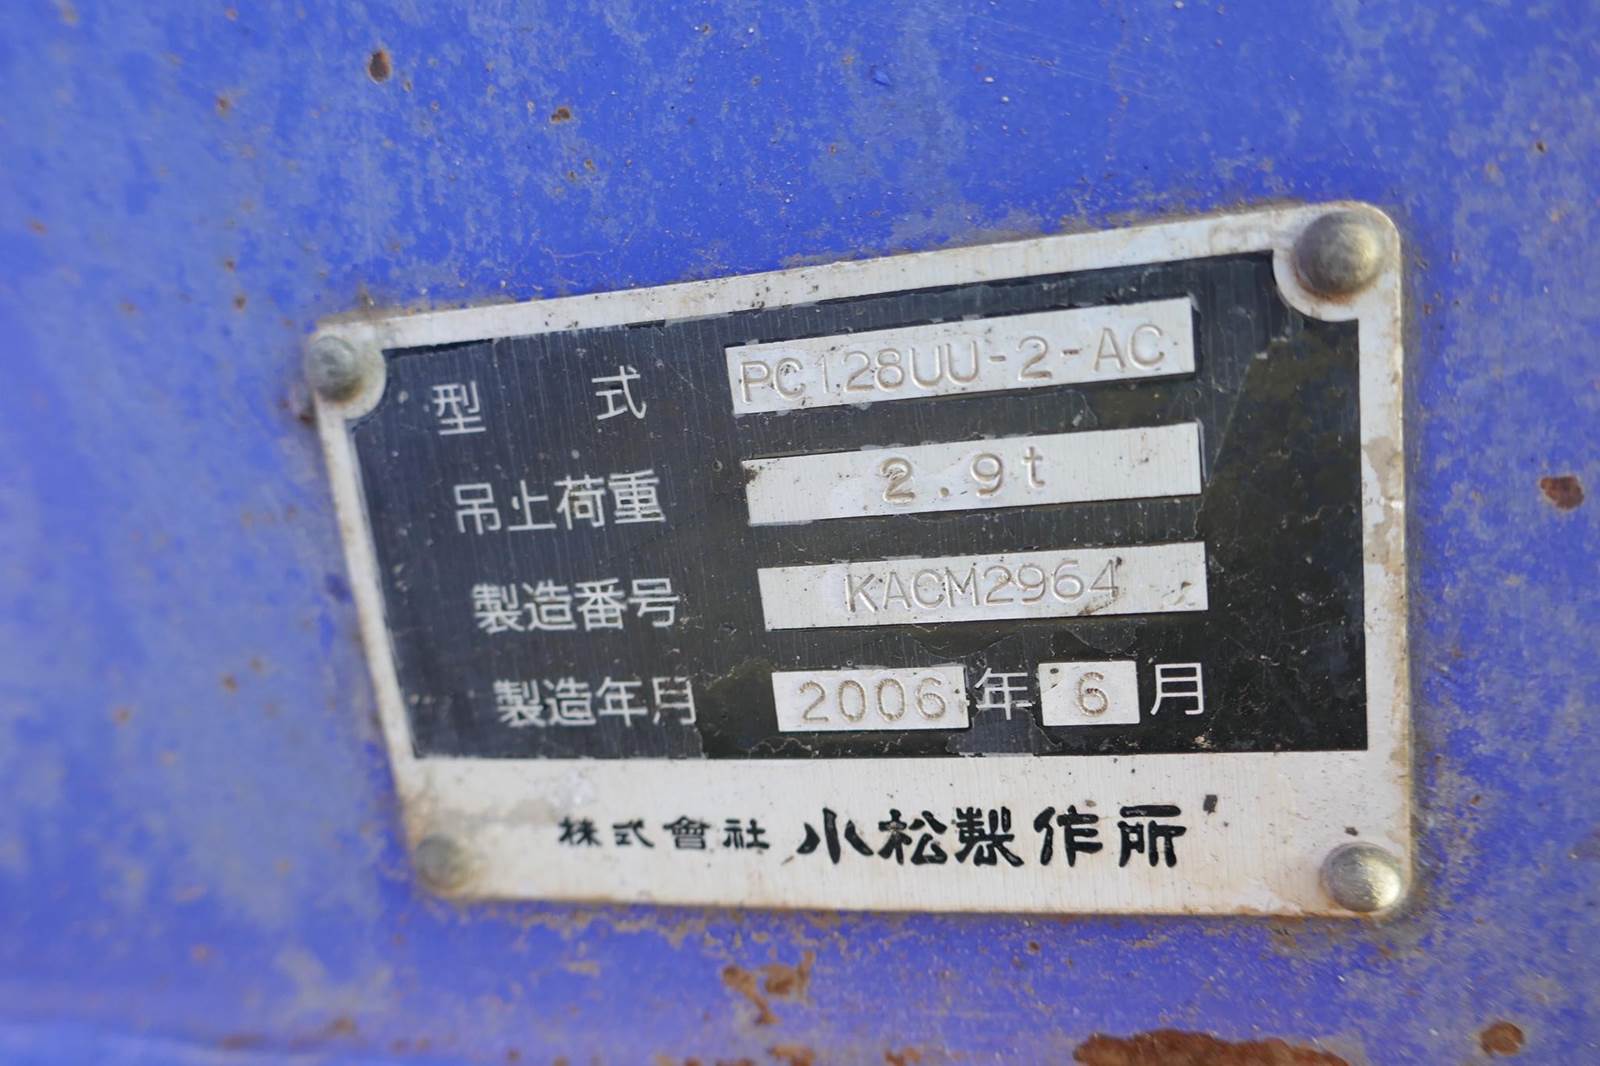 型式 PC128UU-2-AC
吊上荷重 2.9t
製造番号 KACM2964
製造年月 2006年6月
株式會社 小松製作所